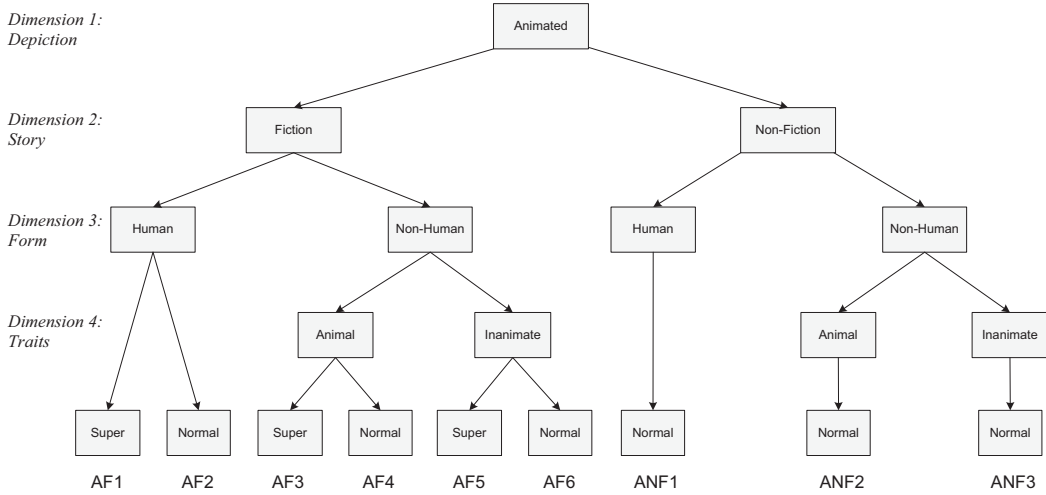 Dimension 1:
Depiction
Animated
Dimension 2:
Story
Fiction
Non-Fiction
Dimension 3:
Form
Human
Non-Human
Human
Non-Human
Dimension 4:
Traits
Animal
Inanimate
Animal
Inanimate
Super
Normal
Super
Normal
Super
Normal
Normal
Normal
Normal
AF1
AF2
AF3
AF4
AF5
AF6
ANF1
ANF2
ANF3